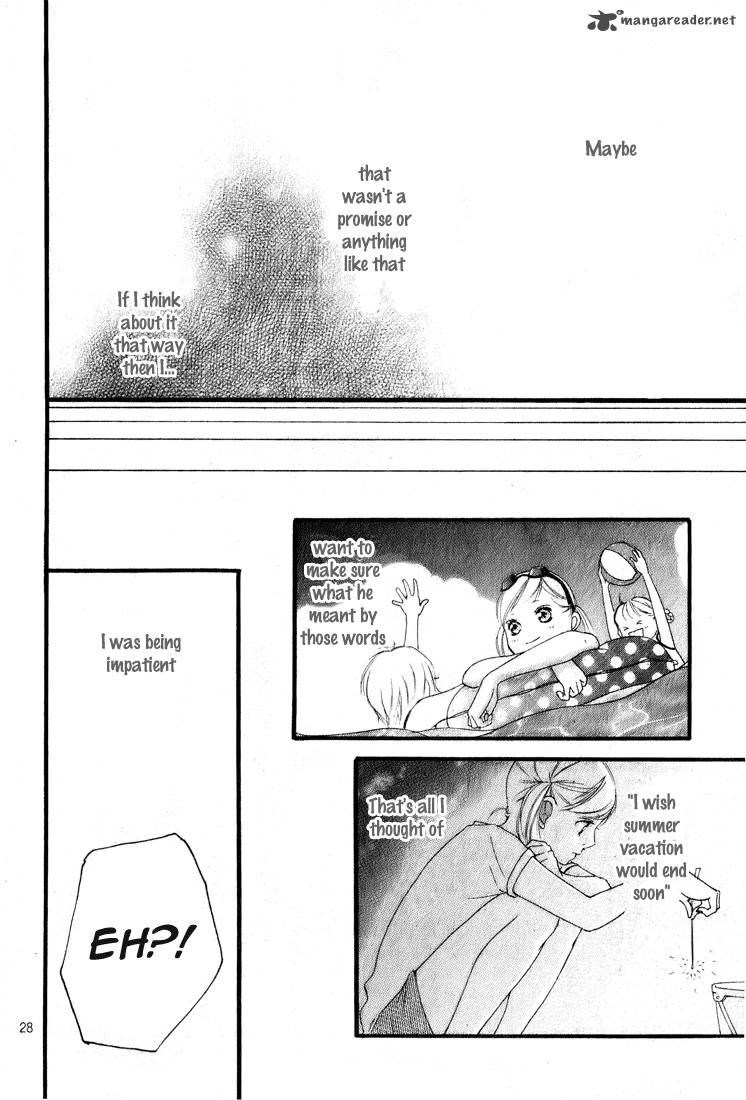 mangareader.net
Maybe
that
wasn't a
promise or
anything
like that
If I think
about it
that way
then I...
want to
make sure
what he
meant by
those words
"I wish
summer
vacation
would end
soon"
That's all I
thought of
I was being
impatient
EH?!
28